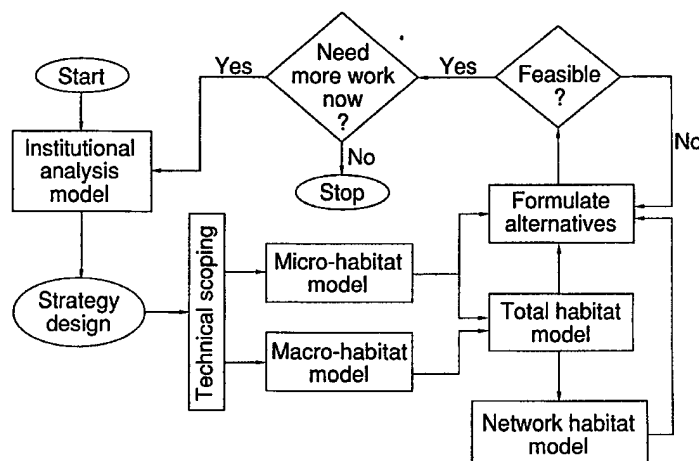 Start
Institutional
analysis
model
Strategy
design
Yes
Need
more work
now
?
No
Stop
Yes
Feasible
?
No
Technical scoping
Micro-habitat
model
Macro-habitat
model
Formulate
alternatives
Total habitat
model
Network habitat
model